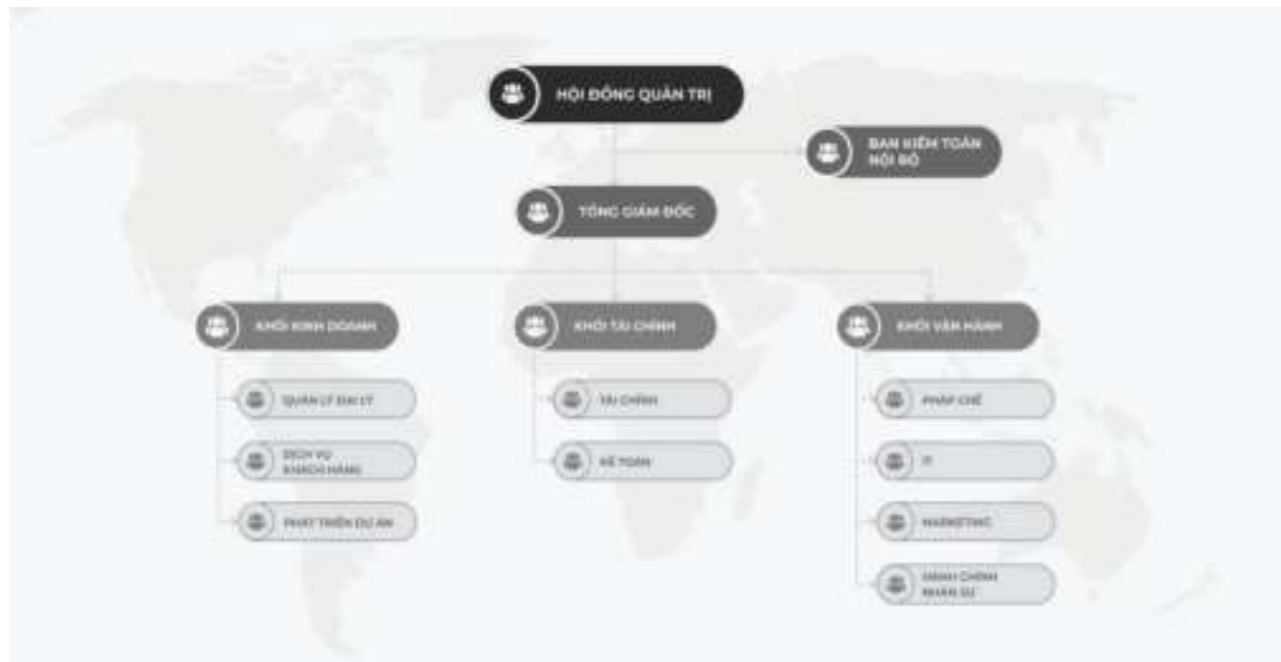 HỘI ĐỒNG QUẢN TRỊ
BAN KIỂM TOÁN
NỘI BỘ
TỔNG GIÁM ĐỐC
KHỐI KINH DOANH
KHỐI TÀI CHÍNH
KHỐI VẬN HÀNH
QUẢN LÝ ĐẠI LÝ
TÀI CHÍNH
PHÁP CHẾ
DỊCH VỤ
KHÁCH HÀNG
KẾ TOÁN
IT
PHÁT TRIỂN DỰ ÁN
MARKETING
HÀNH CHÍNH
NHÂN SỰ